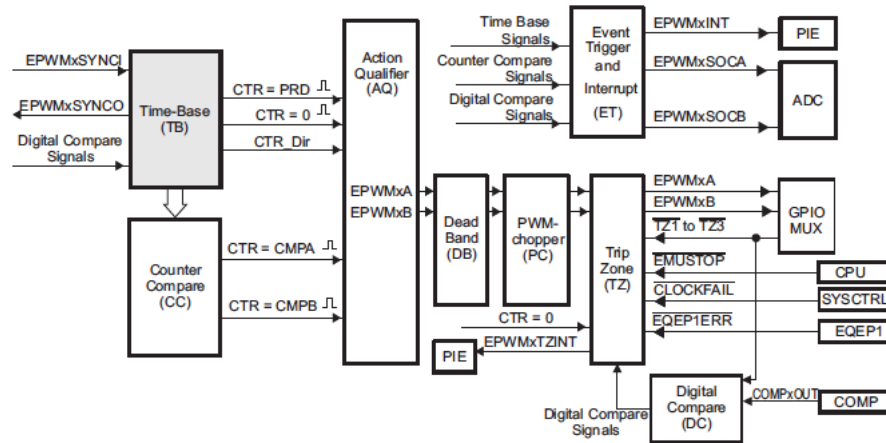 EPWMxSYNCI
EPWMxSYNCO
Digital Compare
Signals
Time-Base
(TB)
CTR = PRD
CTR = 0
CTR_Dir
Counter
Compare
(CC)
CTR = CMPA
CTR = CMPB
Action
Qualifier
(AQ)
EPWMxA
EPWMxB
Time Base
Signals
Counter Compare
Signals
Digital Compare
Signals
Event
Trigger
and
Interrupt
(ET)
EPWMxINT
EPWMxSOCA
EPWMxSOCB
PIE
ADC
Dead
Band
(DB)
PWM-
chopper
(PC)
Trip
Zone
(TZ)
EPWMxA
EPWMxB
TZ1 to TZ3
EMUSTOP
CLOCKFAIL
EQEP1ERR
GPIO
MUX
CPU
SYSCTRL
EQEP1
CTR = 0
EPWMxTZINT
PIE
Digital Compare
Signals
Digital
Compare
(DC)
COMPxOUT
COMP